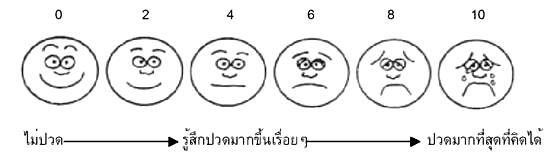 0 2 4 6 8 10
ไม่ปวด รู้สึกปวดมากขึ้นเรื่อยๆ ปวดมากที่สุดที่คิดได้